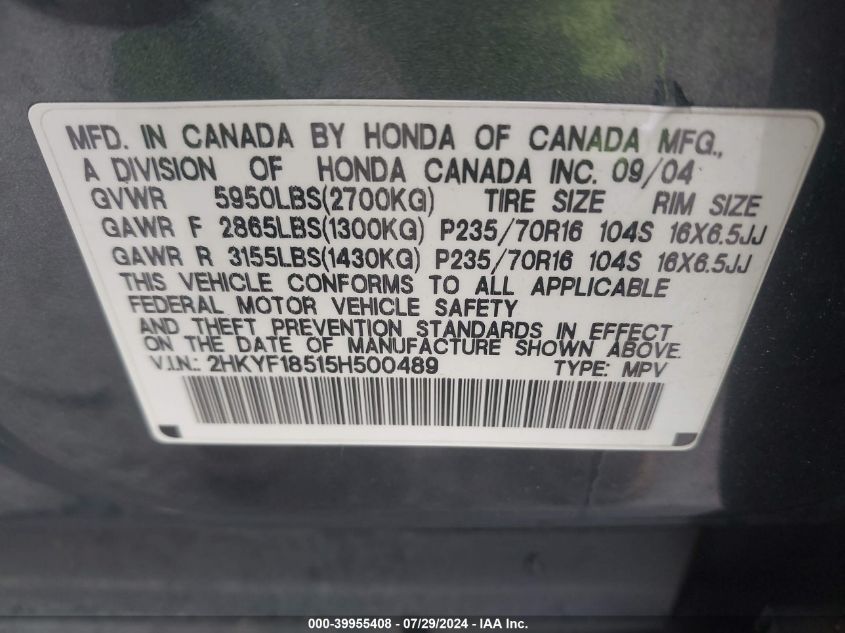 MFD. IN CANADA BY HONDA OF CANADA MFG.,
A DIVISION OF HONDA CANADA INC. 09/04
GVWR 5950LBS(2700KG) TIRE SIZE RIM SIZE
GAWR F 2865LBS(1300KG) P235/70R16 104S 16X6.5JJ
GAWR R 3155LBS(1430KG) P235/70R16 104S 16X6.5JJ
THIS VEHICLE CONFORMS TO ALL APPLICABLE
FEDERAL MOTOR VEHICLE SAFETY
AND THEFT PREVENTION STANDARDS IN EFFECT
ON THE DATE OF MANUFACTURE SHOWN ABOVE.
V.I.N.: 2HKYF18515H500489 TYPE: MPV
000-39955408 - 07/29/2024 - IAA Inc.